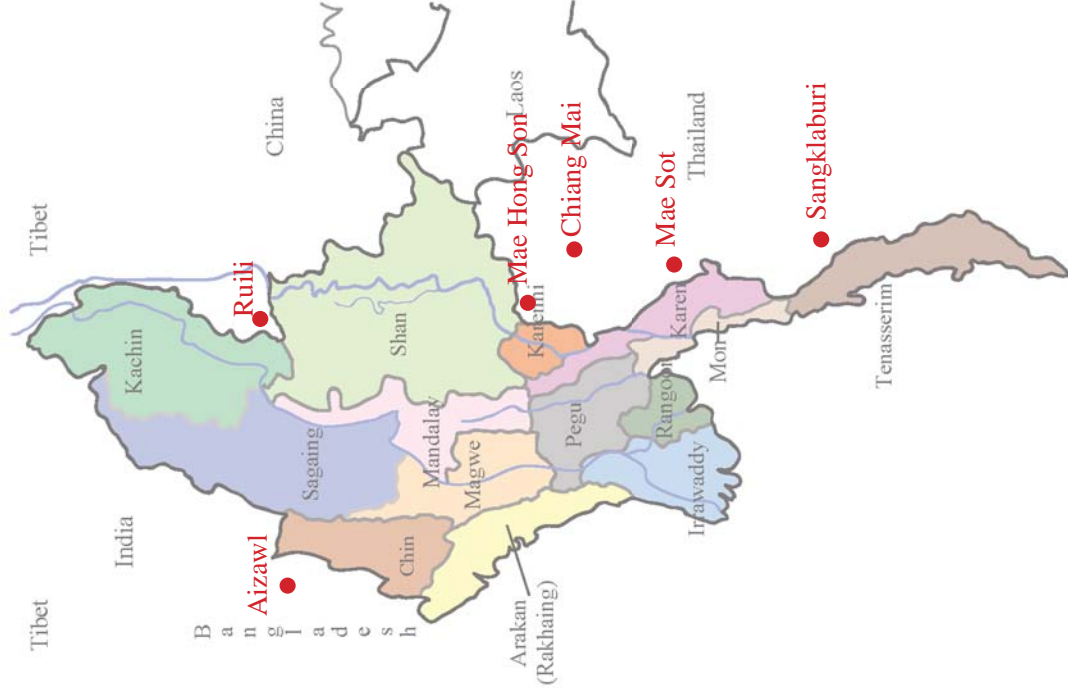 Tibet
Tibet
India
China
Bangladesh
Aizawl
Ruili
Kachin
Sagaing
Shan
Chin
Mandalay
Magwe
Arakan
(Rakhaing)
Mae Hong Son
Laos
Karenni
Chiang Mai
Pegu
Mae Sot
Karen
Rangoon
Mon
Thailand
Irrawaddy
Sangklaburi
Tenasserim